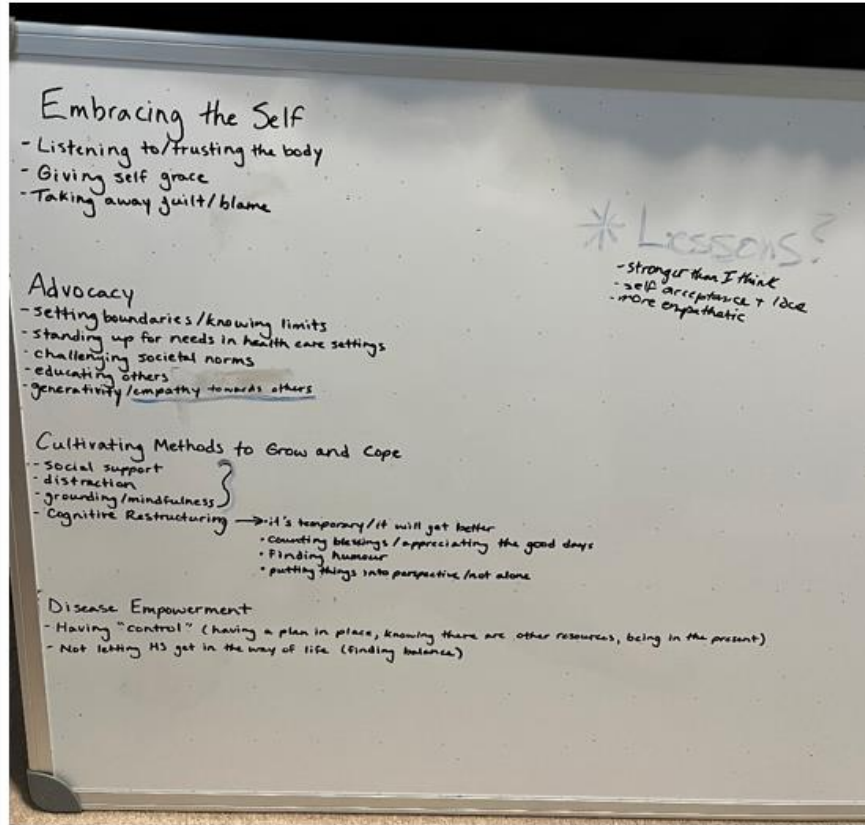 Embracing the Self
- Listening to/trusting the body
- Giving self grace
- Taking away guilt/blame
* Lessons?
- stronger than I think
- self acceptance + love
- more empathetic
Advocacy
- setting boundaries/knowing limits
- standing up for needs in health care settings
- challenging societal norms
- educating others
- generativity/empathy towards others
Cultivating Methods to Grow and Cope
- social support
- distraction
- grounding/mindfulness
- Cognitive Restructuring → • it's temporary/it will get better
• counting blessings/appreciating the good days
• Finding humour
• putting things into perspective/not alone
Disease Empowerment
- Having "control" (having a plan in place, knowing there are other resources, being in the present)
- Not letting HS get in the way of life (finding balance)